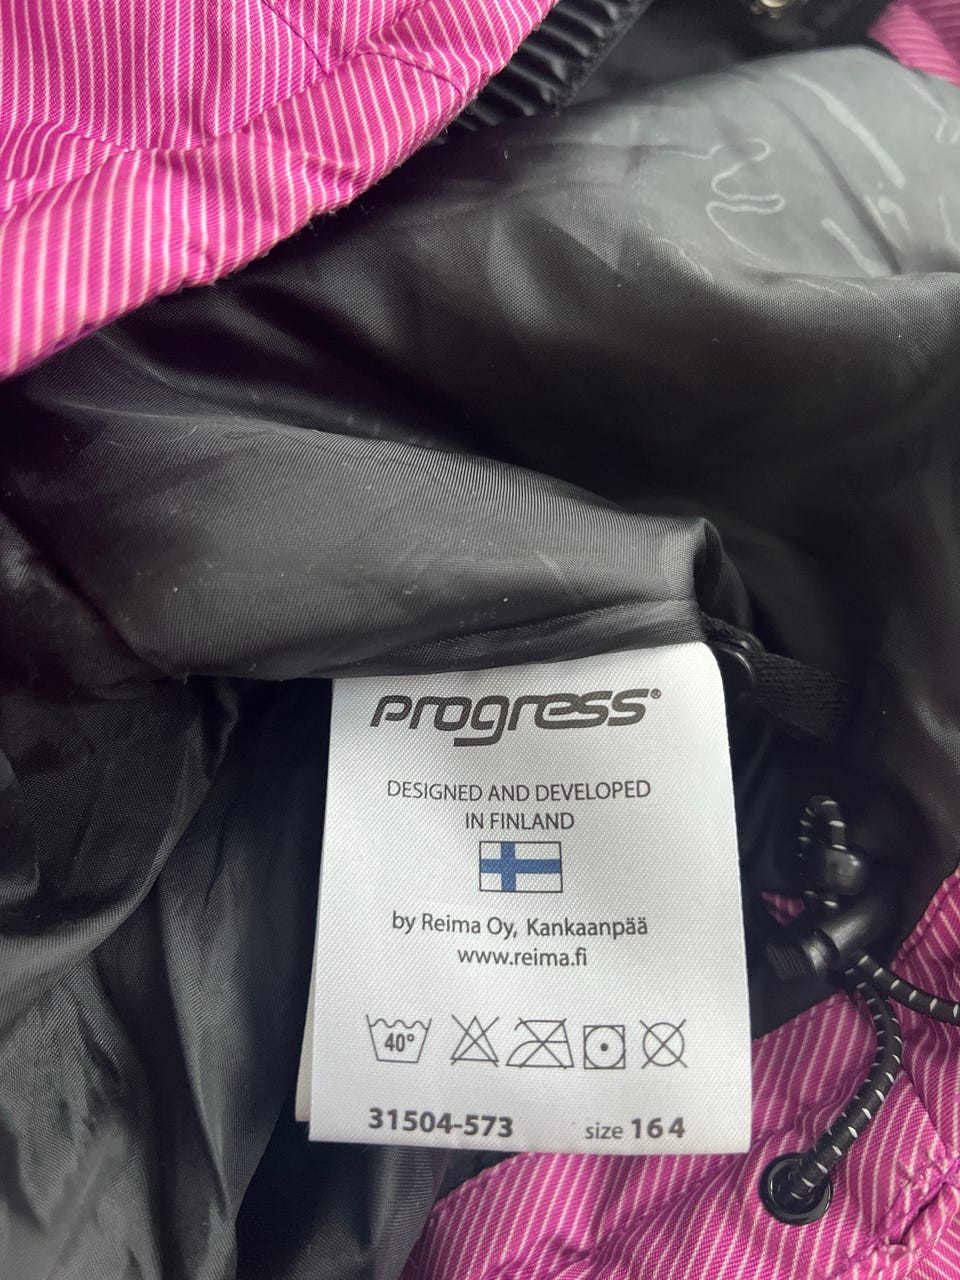 progress®
DESIGNED AND DEVELOPED
IN FINLAND
by Reima Oy, Kankaanpää
www.reima.fi
40°
31504-573
size 164